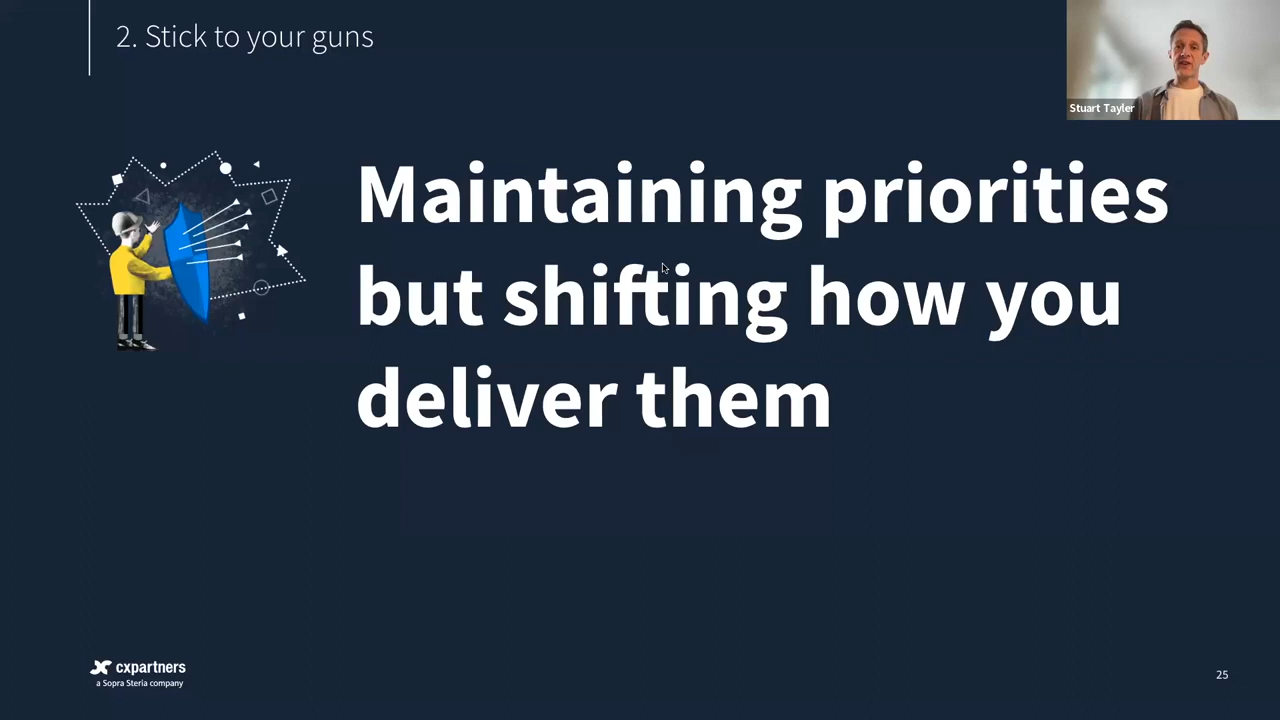 2. Stick to your guns
Stuart Tayler
Maintaining priorities
but shifting how you
deliver them
cxpartners
a Sopra Steria company
25